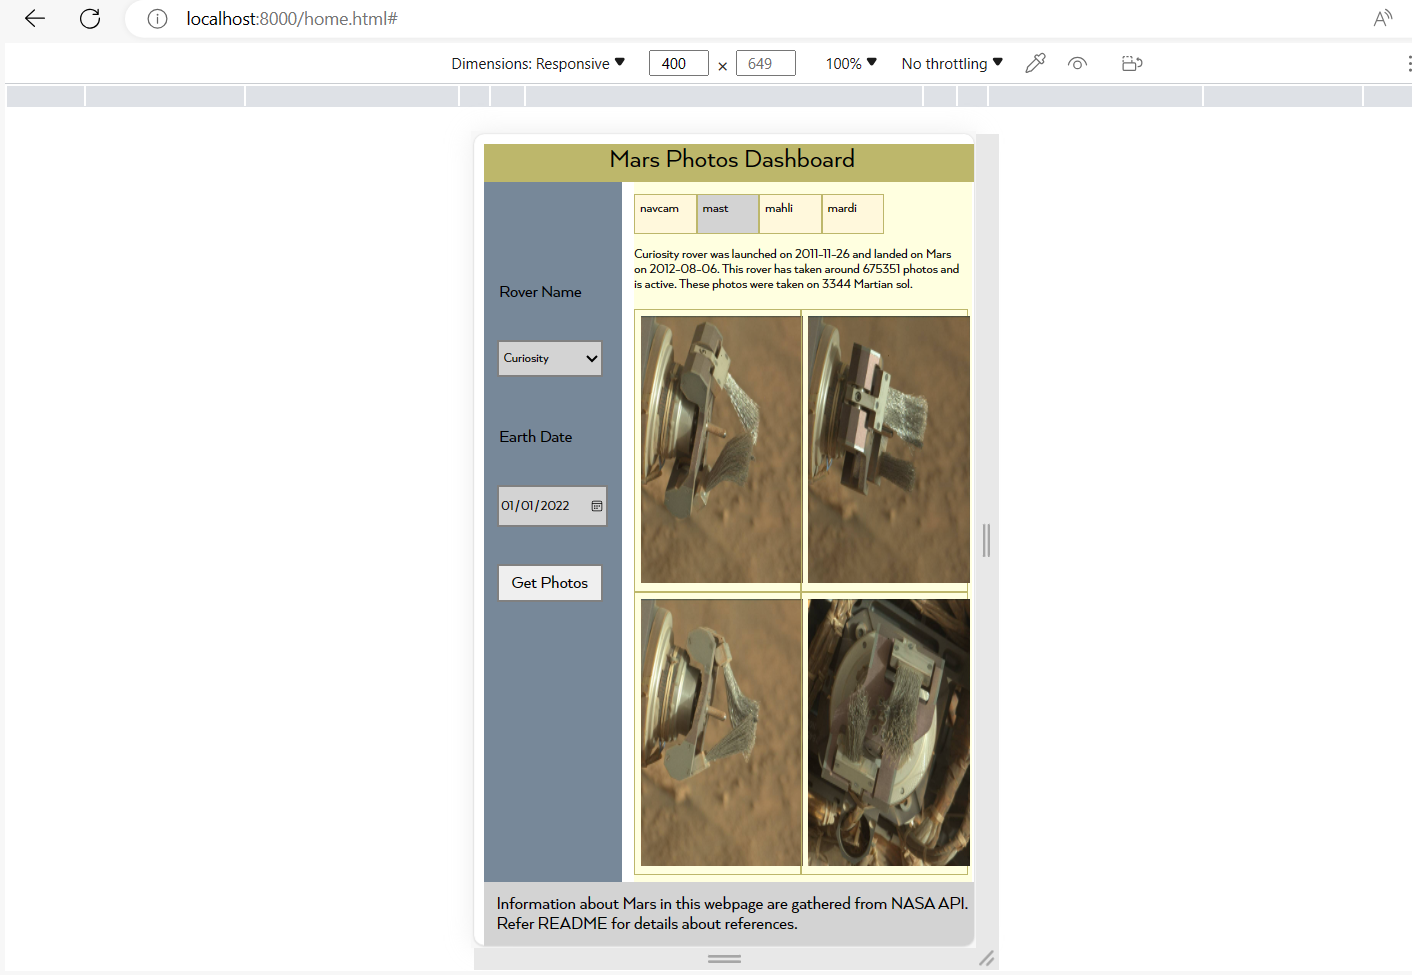 localhost:8000/home.html#
A
Dimensions: Responsive 400 × 649 100% No throttling
Mars Photos Dashboard
navcam mast mahli mardi
Curiosity rover was launched on 2011-11-26 and landed on Mars
on 2012-08-06. This rover has taken around 675351 photos and
is active. These photos were taken on 3344 Martian sol.
Rover Name
Curiosity
Earth Date
01/01/2022
Get Photos
Information about Mars in this webpage are gathered from NASA API.
Refer README for details about references.